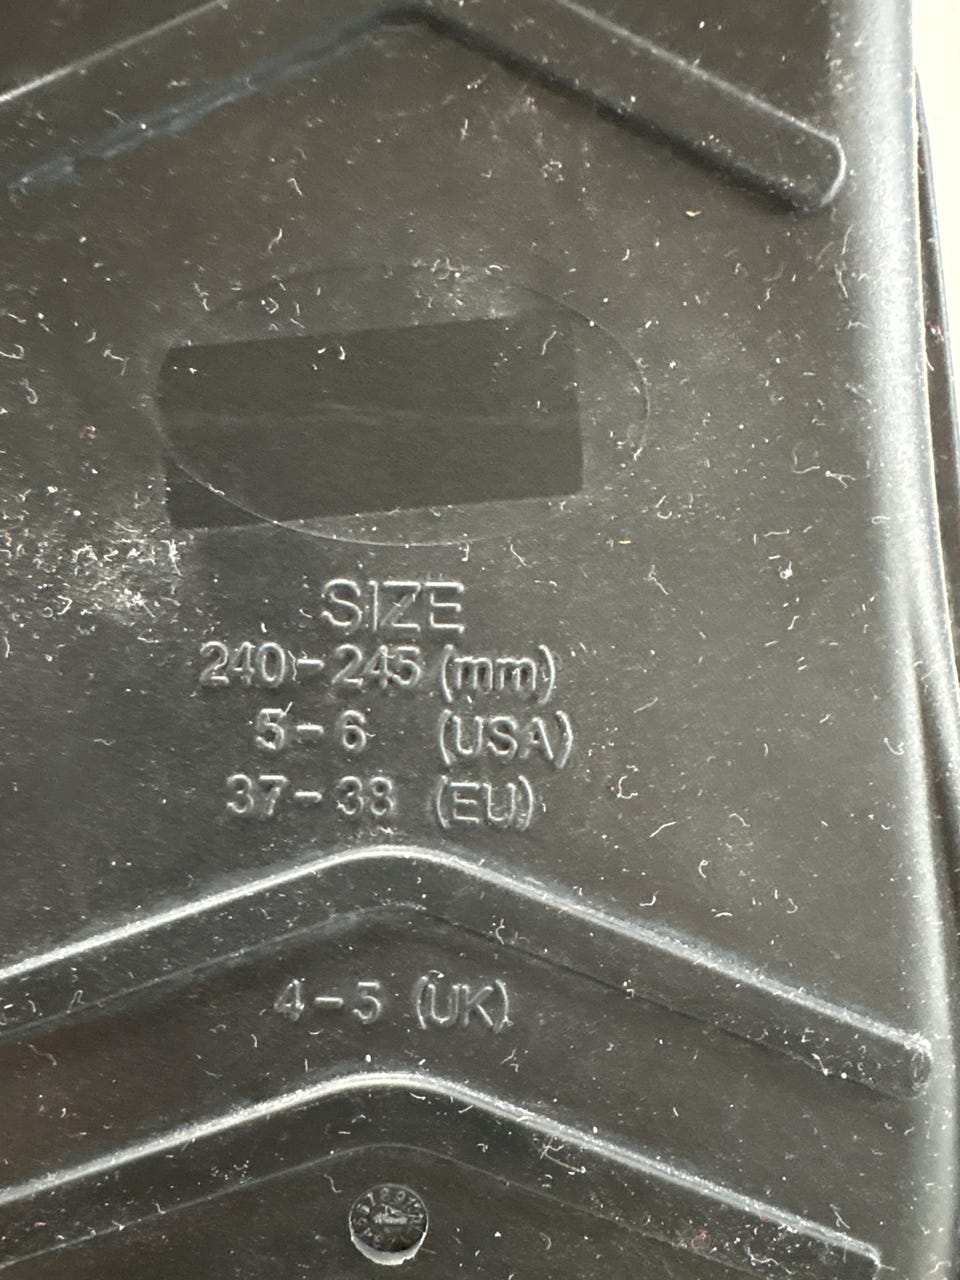 SIZE
240-245 (mm)
5-6 (USA)
37-38 (EU)
4-5 (UK)